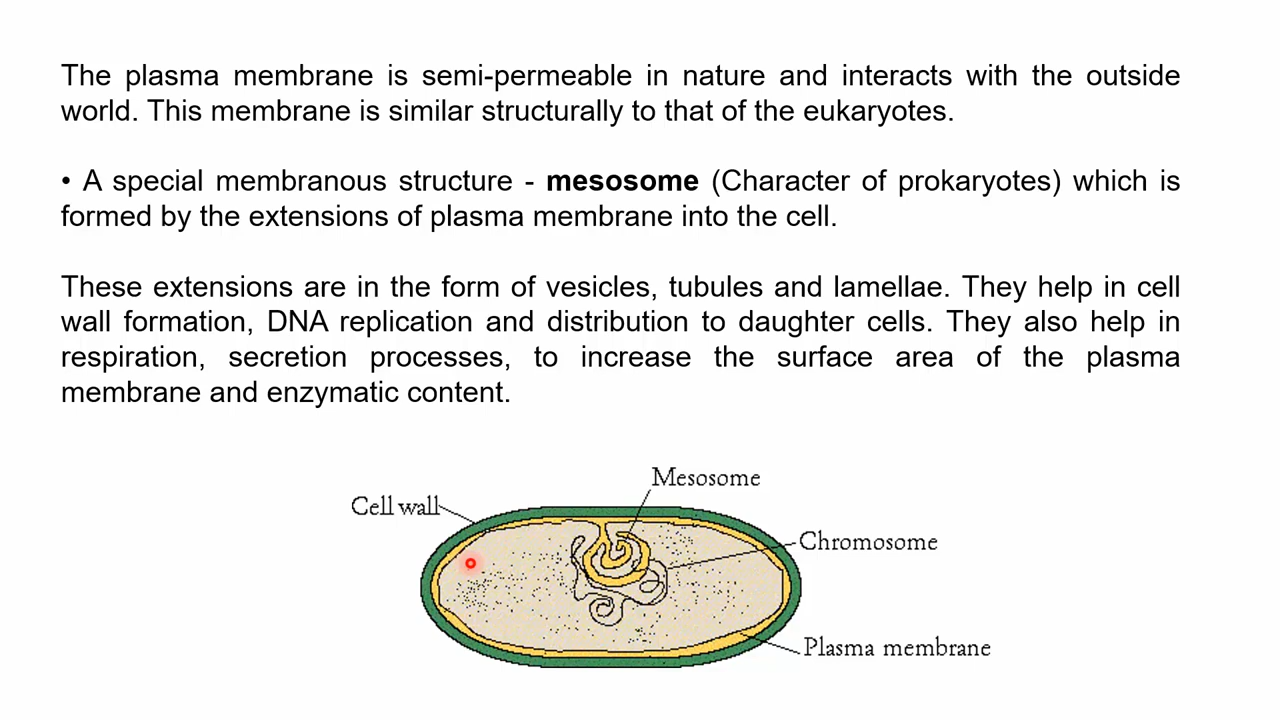 The plasma membrane is semi-permeable in nature and interacts with the outside
world. This membrane is similar structurally to that of the eukaryotes.
• A special membranous structure - mesosome (Character of prokaryotes) which is
formed by the extensions of plasma membrane into the cell.
These extensions are in the form of vesicles, tubules and lamellae. They help in cell
wall formation, DNA replication and distribution to daughter cells. They also help in
respiration, secretion processes, to increase the surface area of the plasma
membrane and enzymatic content.
Mesosome
Cell wall
Chromosome
Plasma membrane